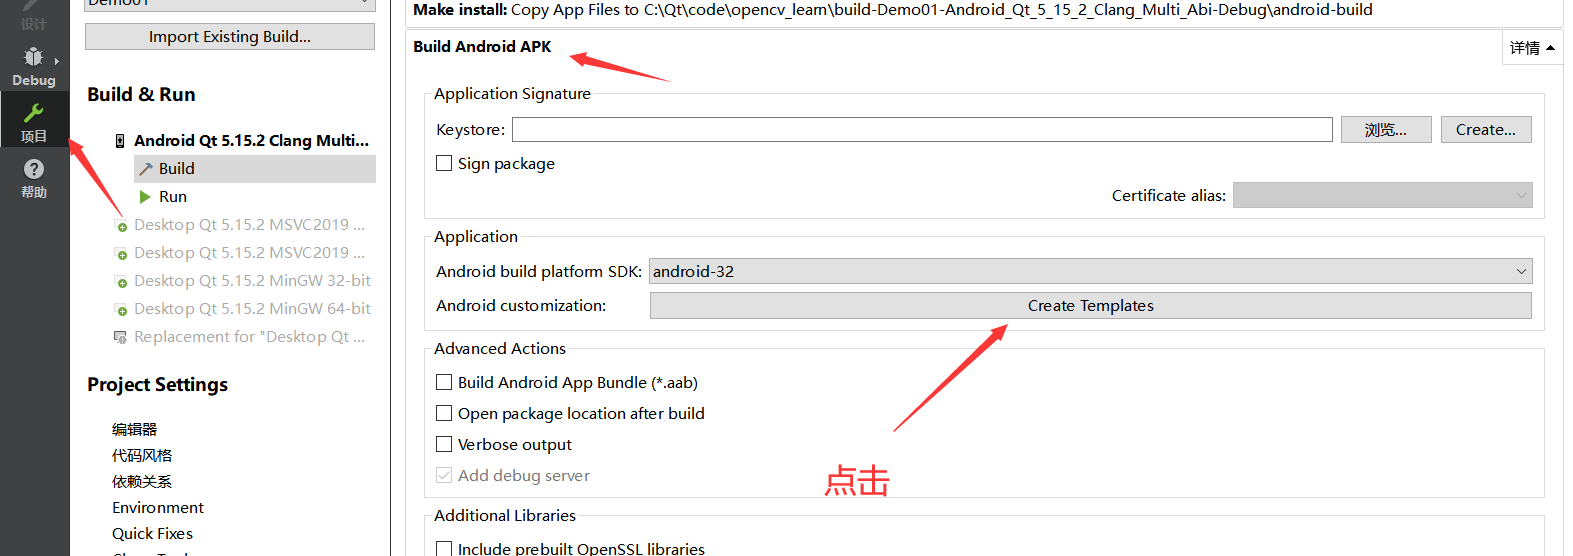 设计
Debug
项目
帮助
Demo01
Import Existing Build...
Build & Run
Android Qt 5.15.2 Clang Multi...
Build
Run
Desktop Qt 5.15.2 MSVC2019 ...
Desktop Qt 5.15.2 MSVC2019 ...
Desktop Qt 5.15.2 MinGW 32-bit
Desktop Qt 5.15.2 MinGW 64-bit
Replacement for "Desktop Qt ...
Project Settings
编辑器
代码风格
依赖关系
Environment
Quick Fixes
Make install: Copy App Files to C:\Qt\code\opencv_learn\build-Demo01-Android_Qt_5_15_2_Clang_Multi_Abi-Debug\android-build
Build Android APK
详情
Application Signature
Keystore:
浏览...
Create...
Sign package
Certificate alias:
Application
Android build platform SDK: android-32
Android customization: Create Templates
Advanced Actions
Build Android App Bundle (*.aab)
Open package location after build
Verbose output
Add debug server
点击
Additional Libraries
Include prebuilt OpenSSL libraries